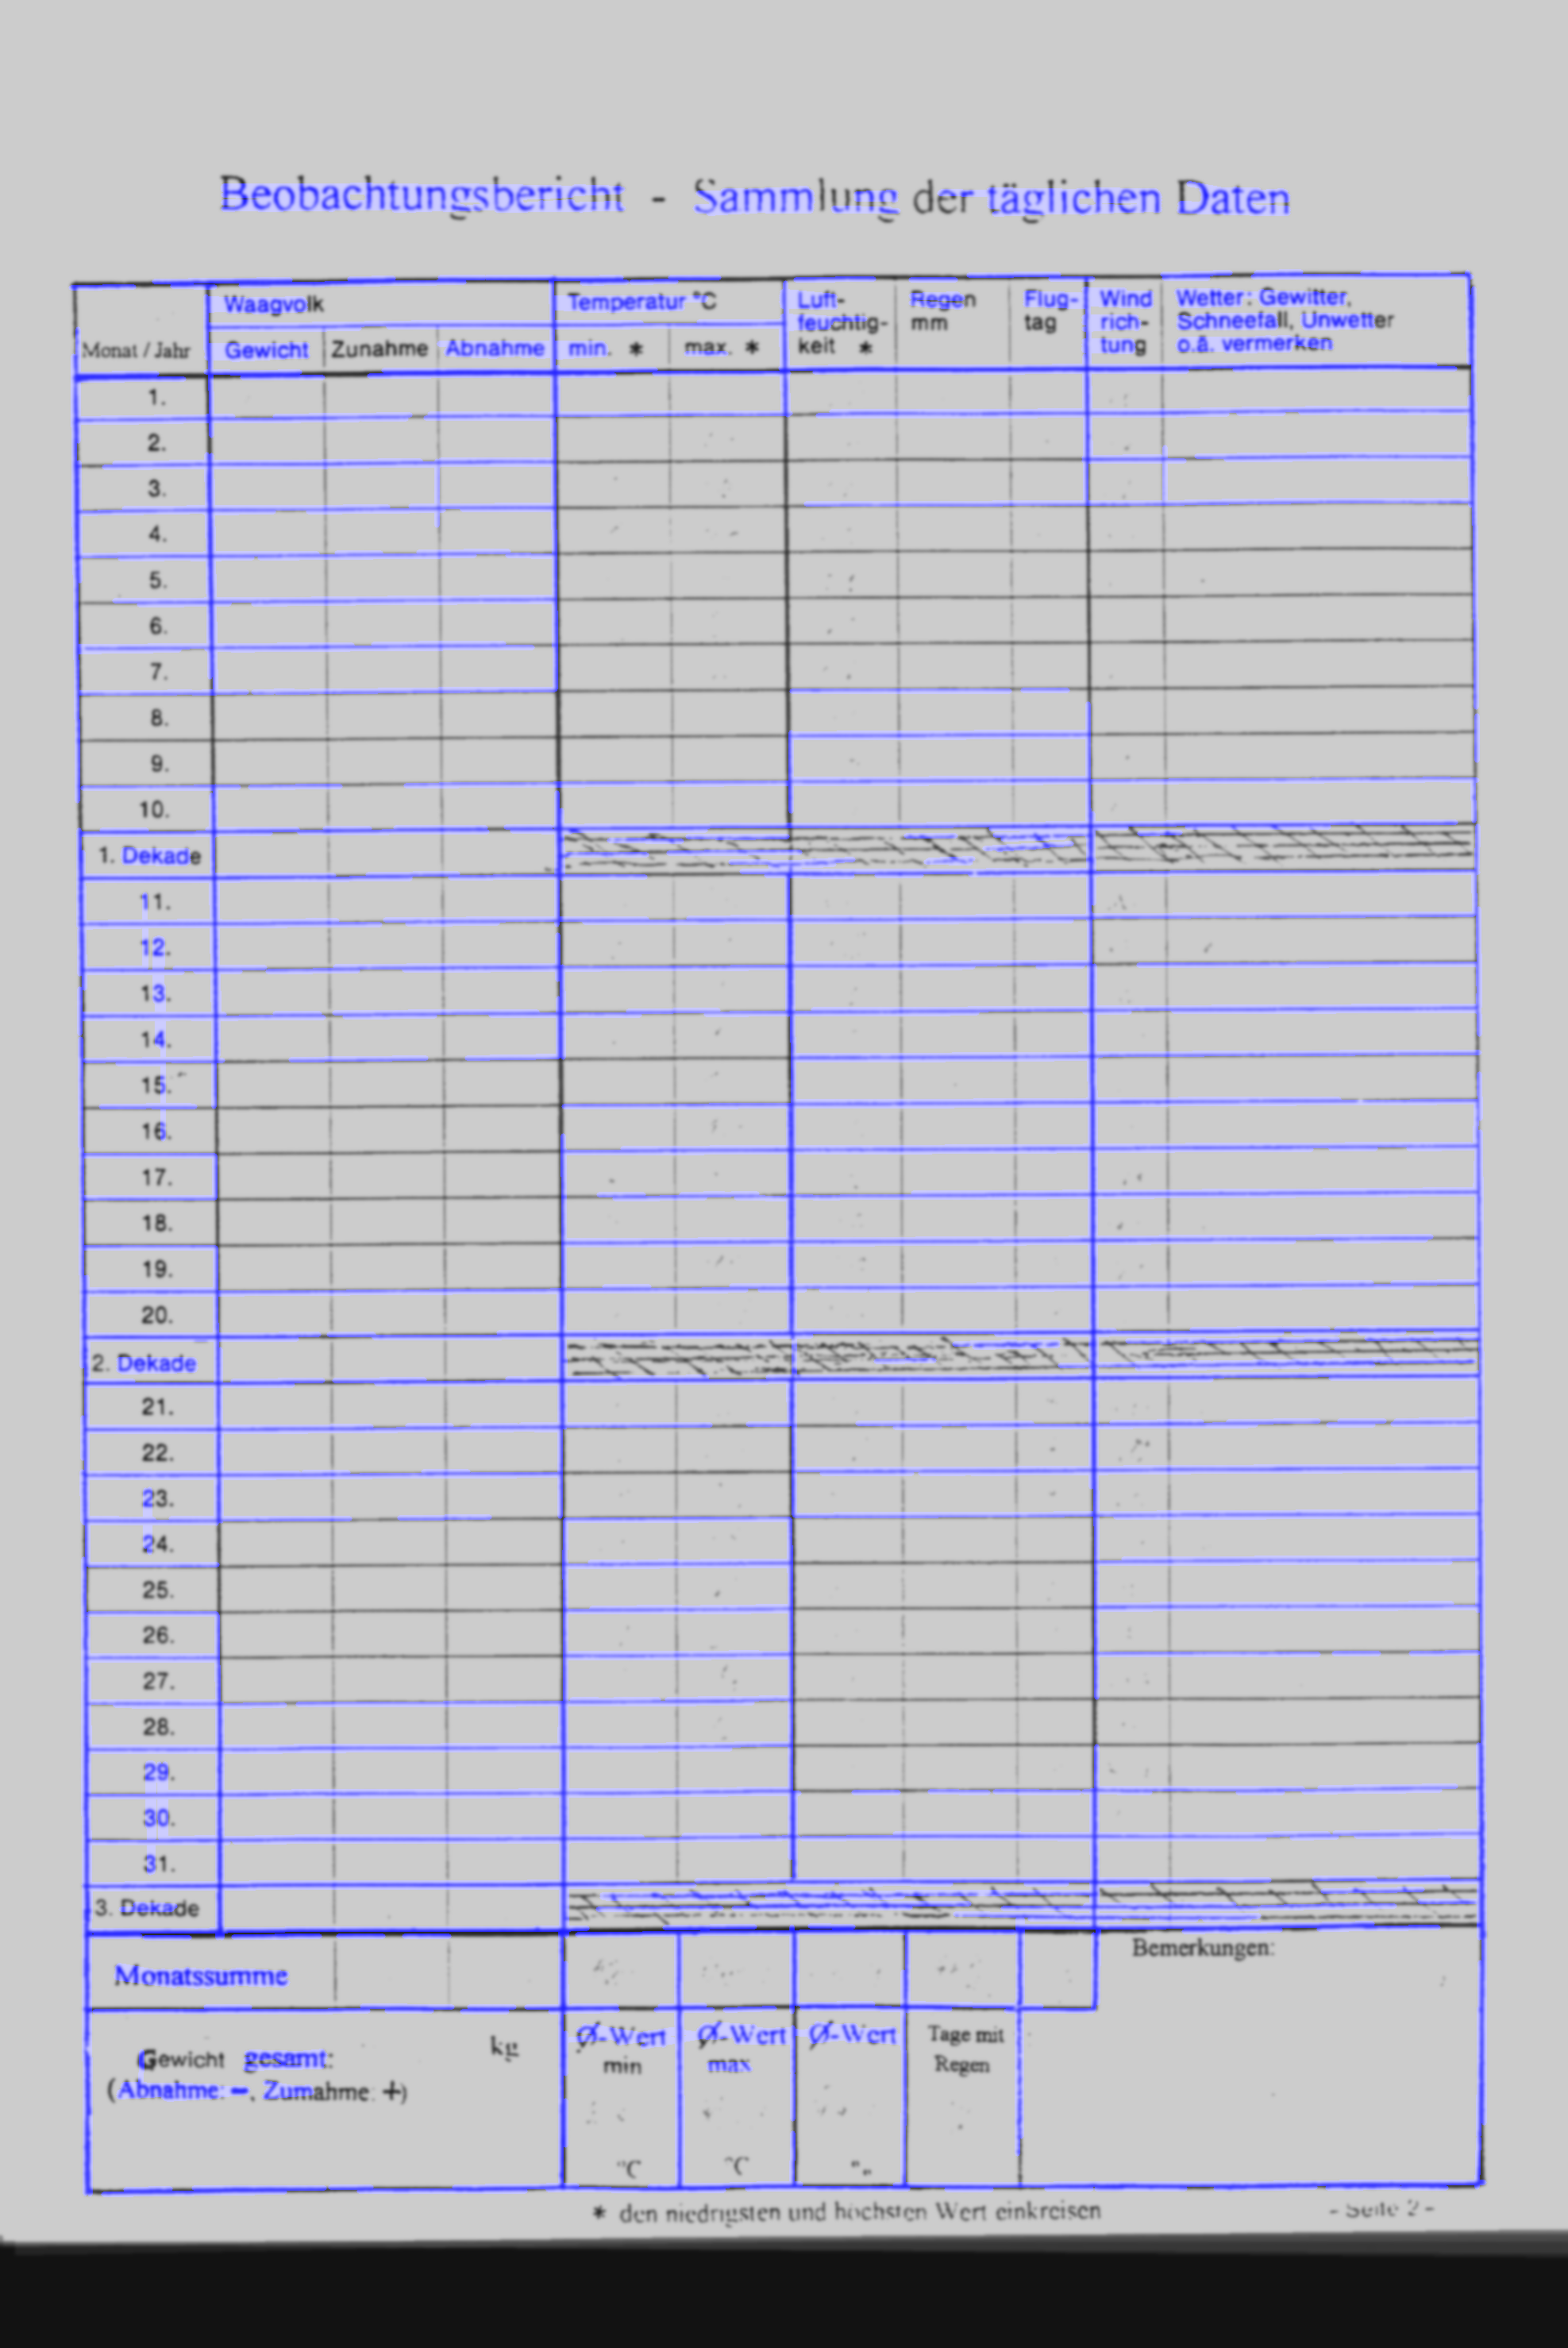 Beobachtungsbericht - Sammlung der täglichen Daten
Monat / Jahr
Waagvolk
Gewicht Zunahme Abnahme
Temperatur °C
min. * max. *
Luft-
feuchtig-
keit *
Regen
mm
Flug-
tag
Wind
rich-
tung
Wetter: Gewitter,
Schneefall, Unwetter
o.ä. vermerken
1.
2.
3.
4.
5.
6.
7.
8.
9.
10.
1. Dekade
11.
12.
13.
14.
15.
16.
17.
18.
19.
20.
2. Dekade
21.
22.
23.
24.
25.
26.
27.
28.
29.
30.
31.
3. Dekade
Monatssumme
Bemerkungen:
Gewicht gesamt: kg
(Abnahme: -, Zumahme: +)
Ø-Wert
min
°C
Ø-Wert
max
°C
Ø-Wert
Tage mit
Regen
* den niedrigsten und höchsten Wert einkreisen
- Seite 2 -